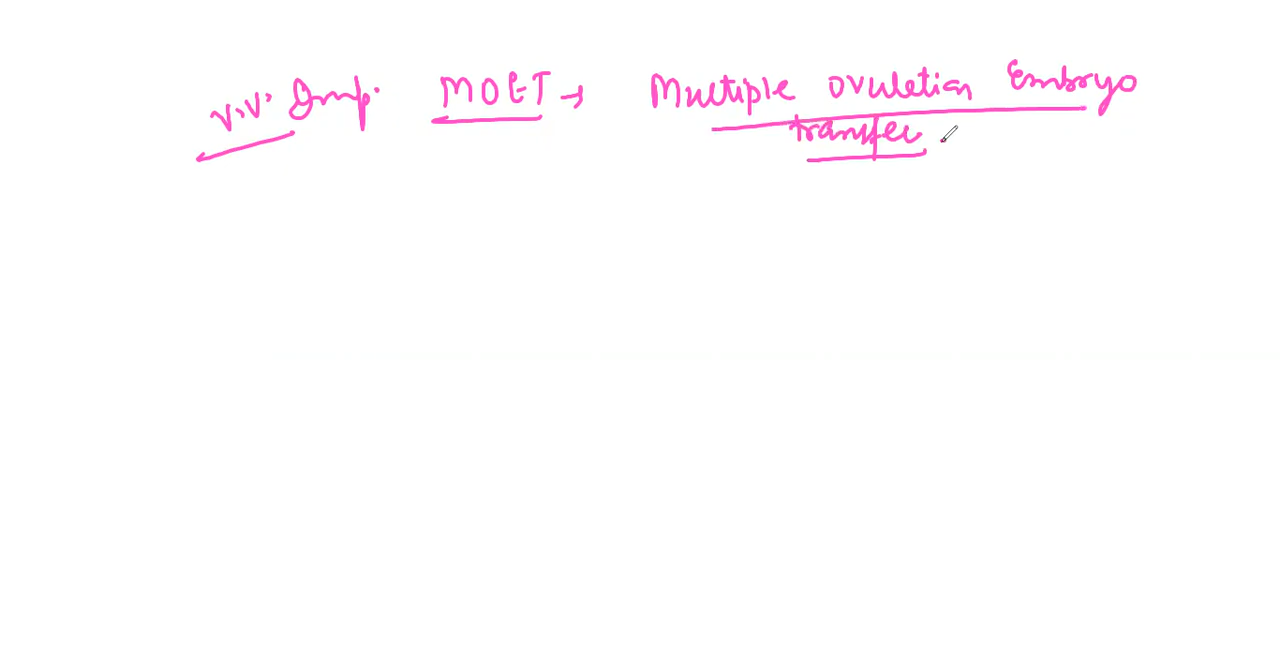 v.v. Imp. MOET → Multiple ovulation Embryo
transfer.